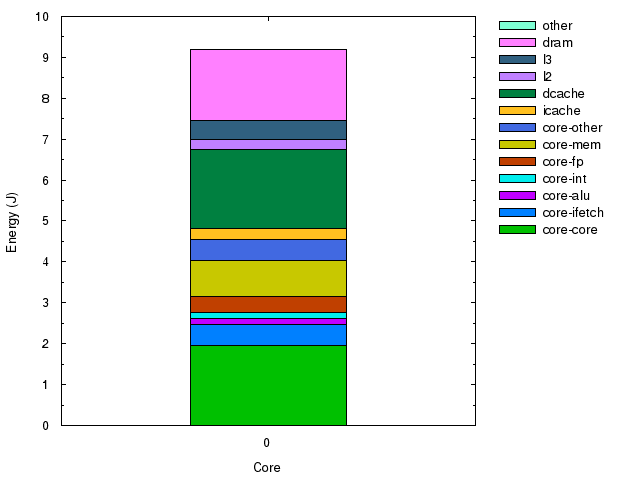 10
9
8
7
6
5
4
3
2
1
0
Energy (J)
0
Core
other
dram
l3
l2
dcache
icache
core-other
core-mem
core-fp
core-int
core-alu
core-ifetch
core-core